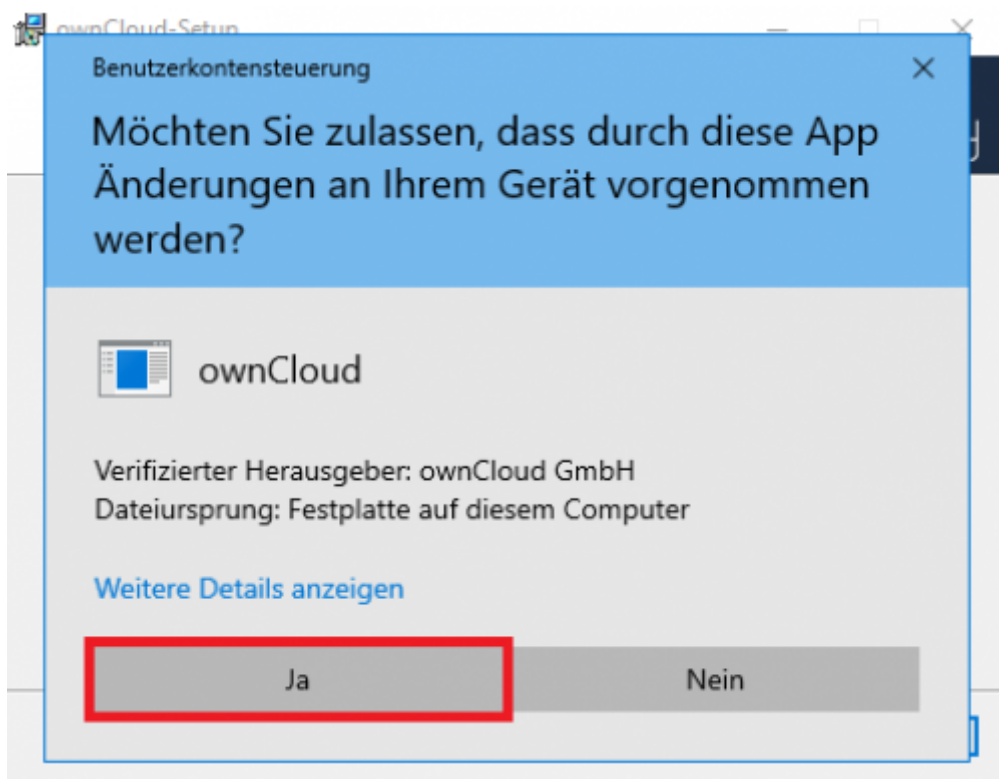 ownCloud-Setup
Benutzerkontensteuerung
Möchten Sie zulassen, dass durch diese App
Änderungen an Ihrem Gerät vorgenommen
werden?
ownCloud
Verifizierter Herausgeber: ownCloud GmbH
Dateiursprung: Festplatte auf diesem Computer
Weitere Details anzeigen
Ja
Nein